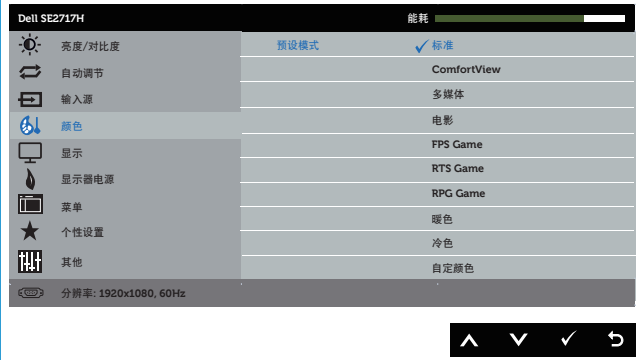 Dell SE2717H 能耗
亮度/对比度 预设模式 标准
自动调节 ComfortView
输入源 多媒体
颜色 电影
显示 FPS Game
显示器电源 RTS Game
菜单 RPG Game
个性设置 暖色
其他 冷色
自定颜色
分辨率: 1920x1080, 60Hz